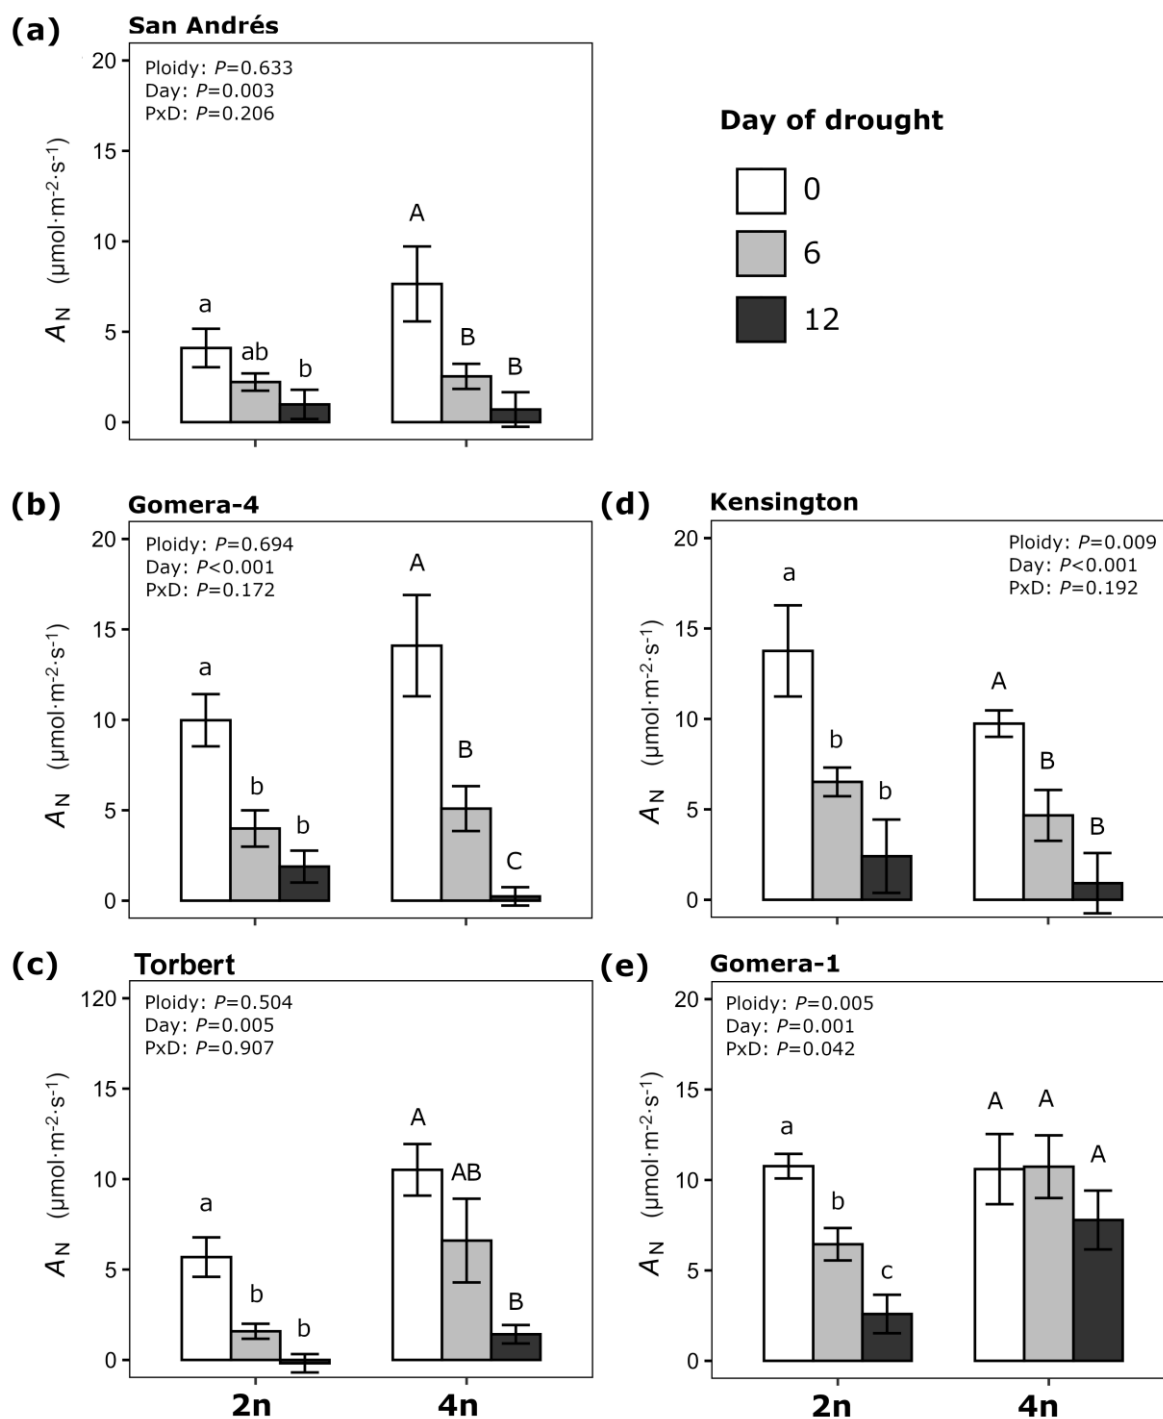 (a) San Andrés
Ploidy: P=0.633
Day: P=0.003
PxD: P=0.206
20
15
10
5
0
A_N (µmol·m⁻²·s⁻¹)
a
ab
b
A
B
B
Day of drought
0
6
12
(b) Gomera-4
Ploidy: P=0.694
Day: P<0.001
PxD: P=0.172
20
15
10
5
0
A_N (µmol·m⁻²·s⁻¹)
a
b
b
A
B
C
(d) Kensington
Ploidy: P=0.009
Day: P<0.001
PxD: P=0.192
20
15
10
5
0
A_N (µmol·m⁻²·s⁻¹)
a
b
b
A
B
B
(c) Torbert
Ploidy: P=0.504
Day: P=0.005
PxD: P=0.907
120
15
10
5
0
A_N (µmol·m⁻²·s⁻¹)
a
b
b
A
AB
B
2n
4n
(e) Gomera-1
Ploidy: P=0.005
Day: P=0.001
PxD: P=0.042
20
15
10
5
0
A_N (µmol·m⁻²·s⁻¹)
a
b
c
A
A
A
2n
4n